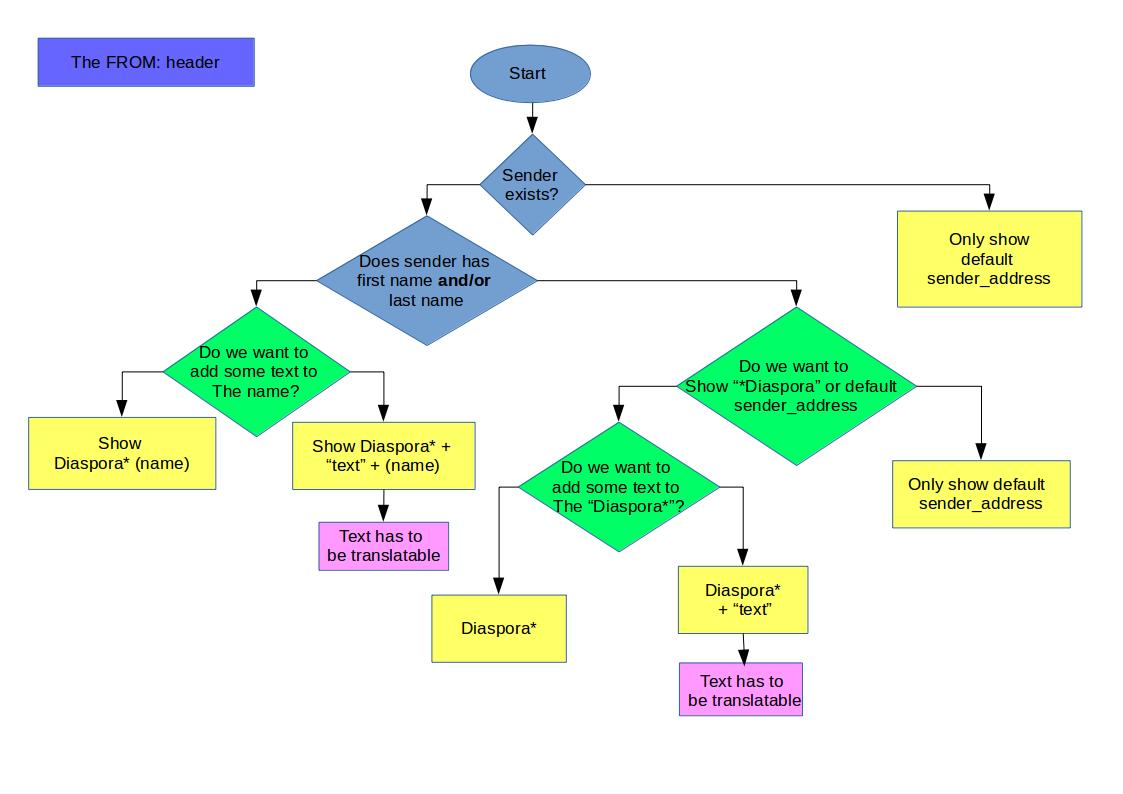 The FROM: header
Start
Sender
exists?
Only show
default
sender_address
Does sender has
first name and/or
last name
Do we want to
add some text to
The name?
Do we want to
Show “*Diaspora” or default
sender_address
Show
Diaspora* (name)
Show Diaspora* +
“text” + (name)
Do we want to
add some text to
The “Diaspora*”?
Only show default
sender_address
Text has to
be translatable
Diaspora*
+ “text”
Diaspora*
Text has to
be translatable